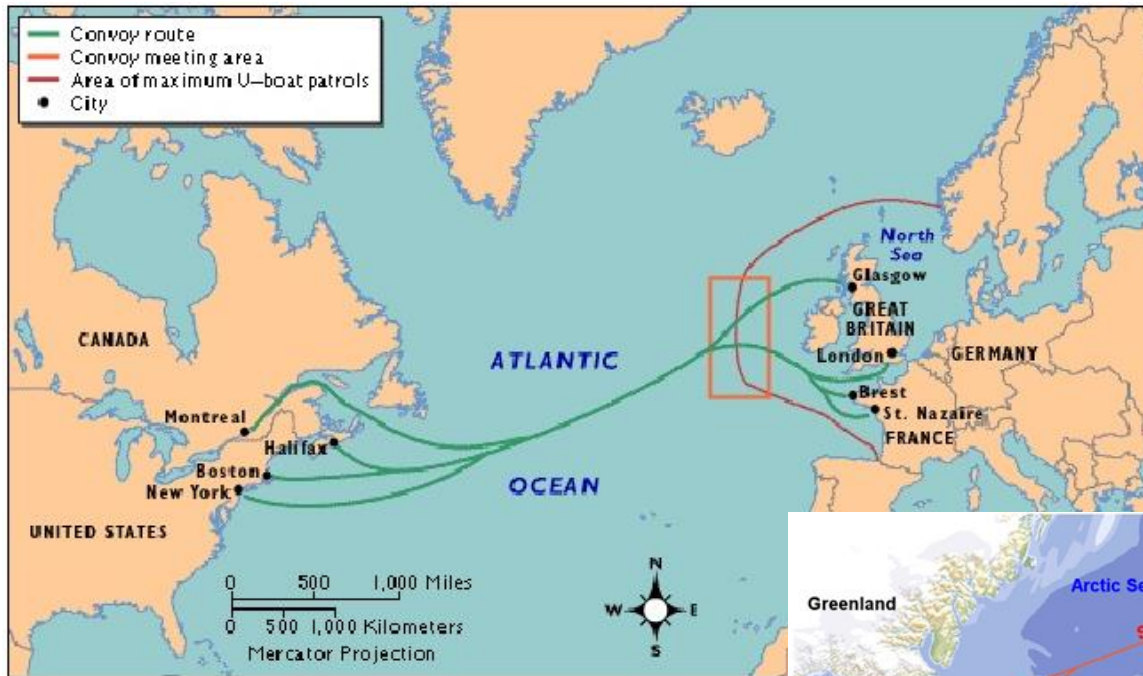 Convoy route
Convoy meeting area
Area of maximum U–boat patrols
City
North
Sea
Glasgow
GREAT
BRITAIN
CANADA
ATLANTIC
London
GERMANY
Brest
Montreal
St. Nazaire
Halifax
FRANCE
Boston
New York
OCEAN
UNITED STATES
0 500 1,000 Miles
0 500 1,000 Kilometers
Mercator Projection
N
W E
S
Greenland
Arctic